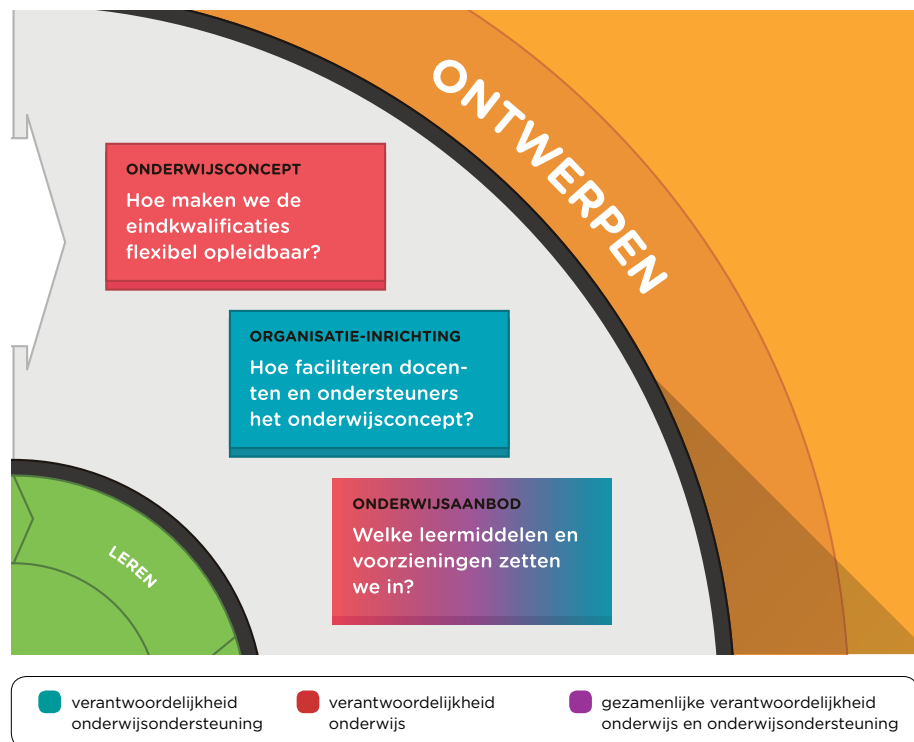 ONTWERPEN
ONDERWIJSCONCEPT
Hoe maken we de
eindkwalificaties
flexibel opleidbaar?
ORGANISATIE-INRICHTING
Hoe faciliteren docen-
ten en ondersteuners
het onderwijsconcept?
ONDERWIJSAANBOD
Welke leermiddelen en
voorzieningen zetten
we in?
LEREN
verantwoordelijkheid
onderwijsondersteuning
verantwoordelijkheid
onderwijs
gezamenlijke verantwoordelijkheid
onderwijs en onderwijsondersteuning